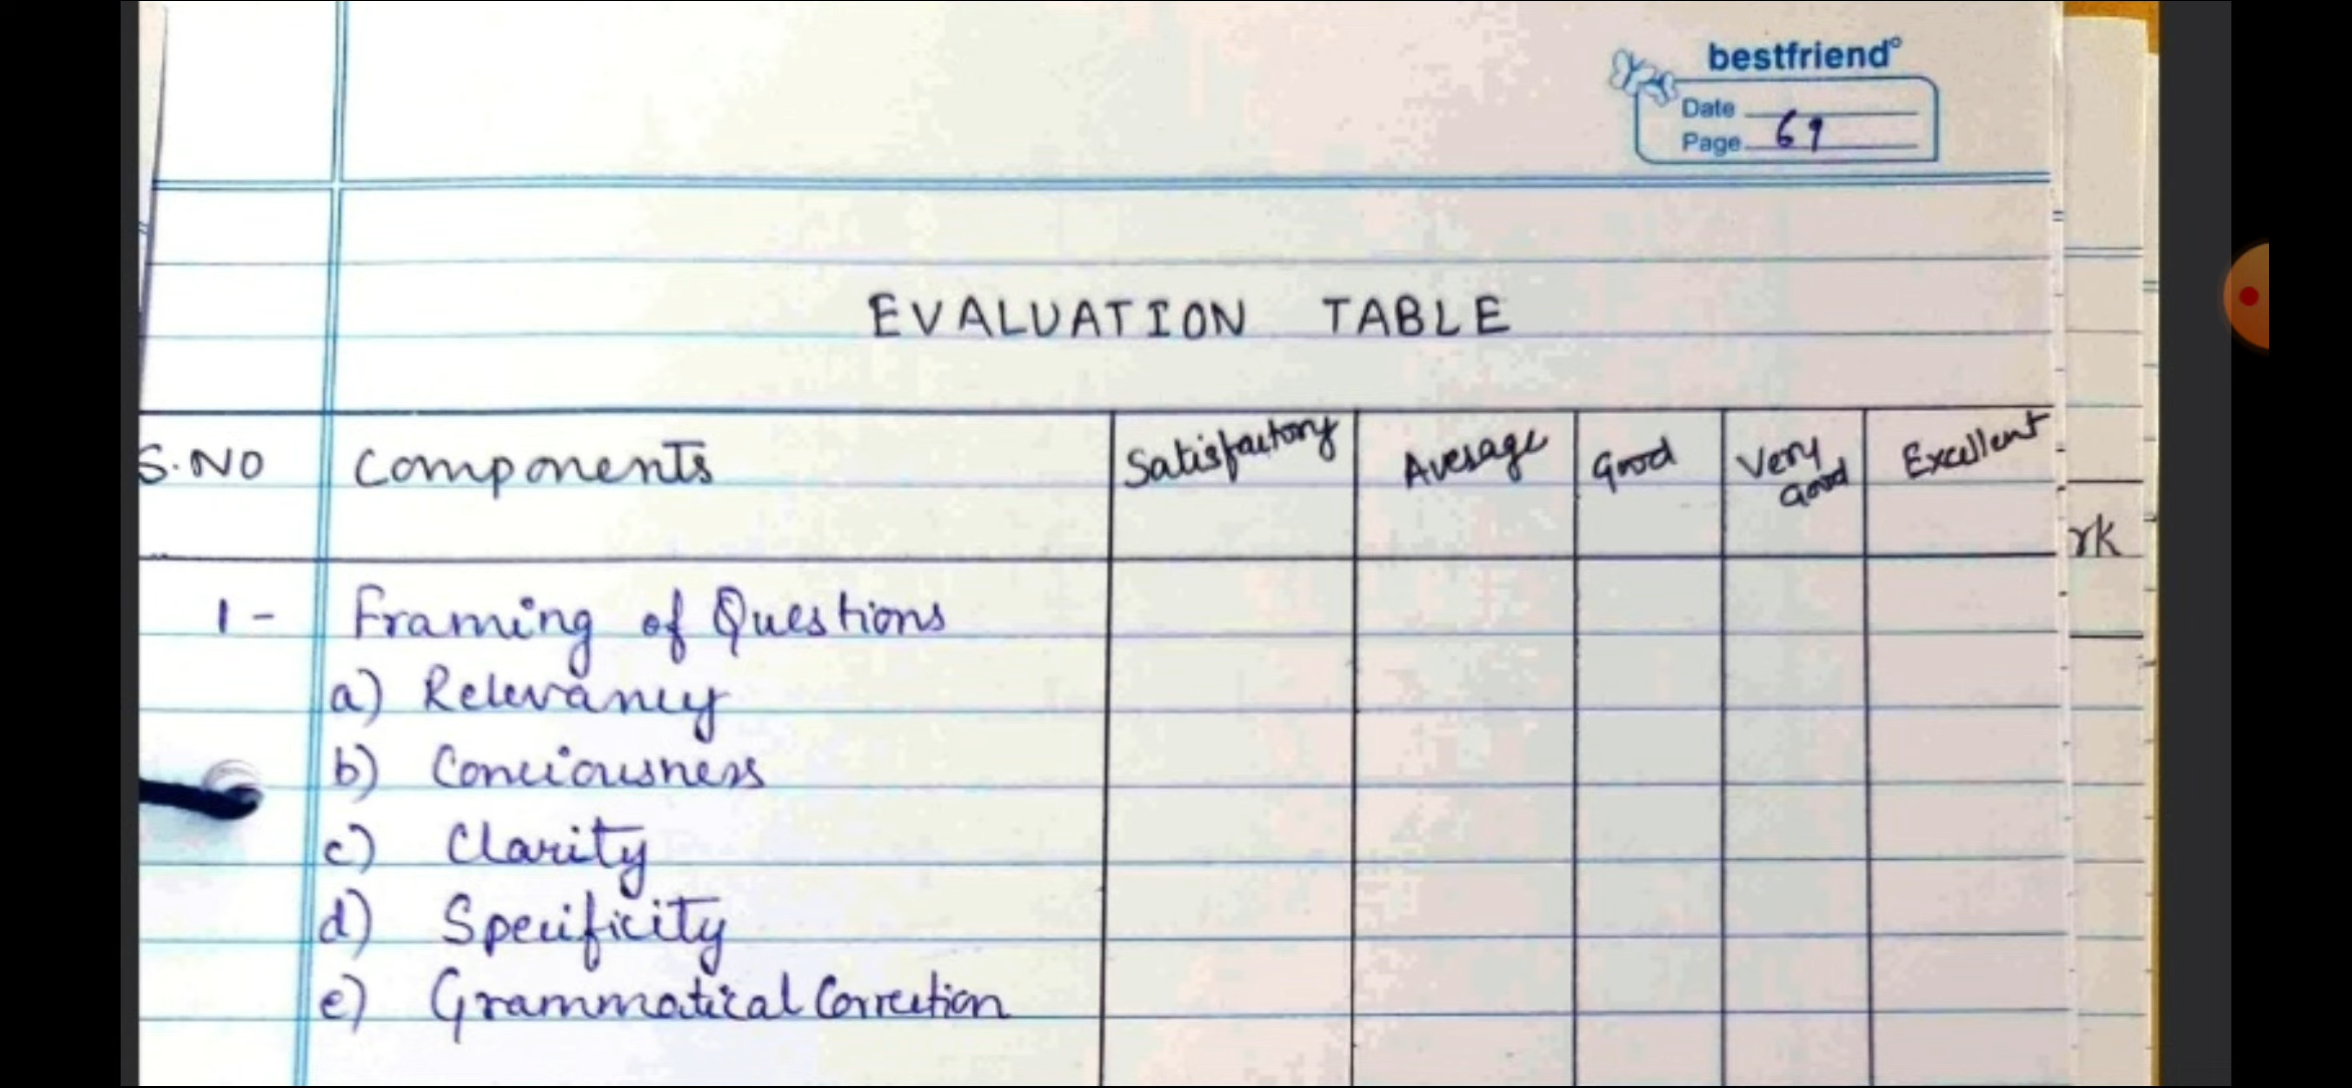 bestfriend
Date
Page 69
EVALUATION TABLE
S.NO Components Satisfactory Average Good Very Good Excellent
rk
1- Framing of Questions
a) Relevancy
b) Conciousness
c) Clarity
d) Specificity
e) Grammatical Correction